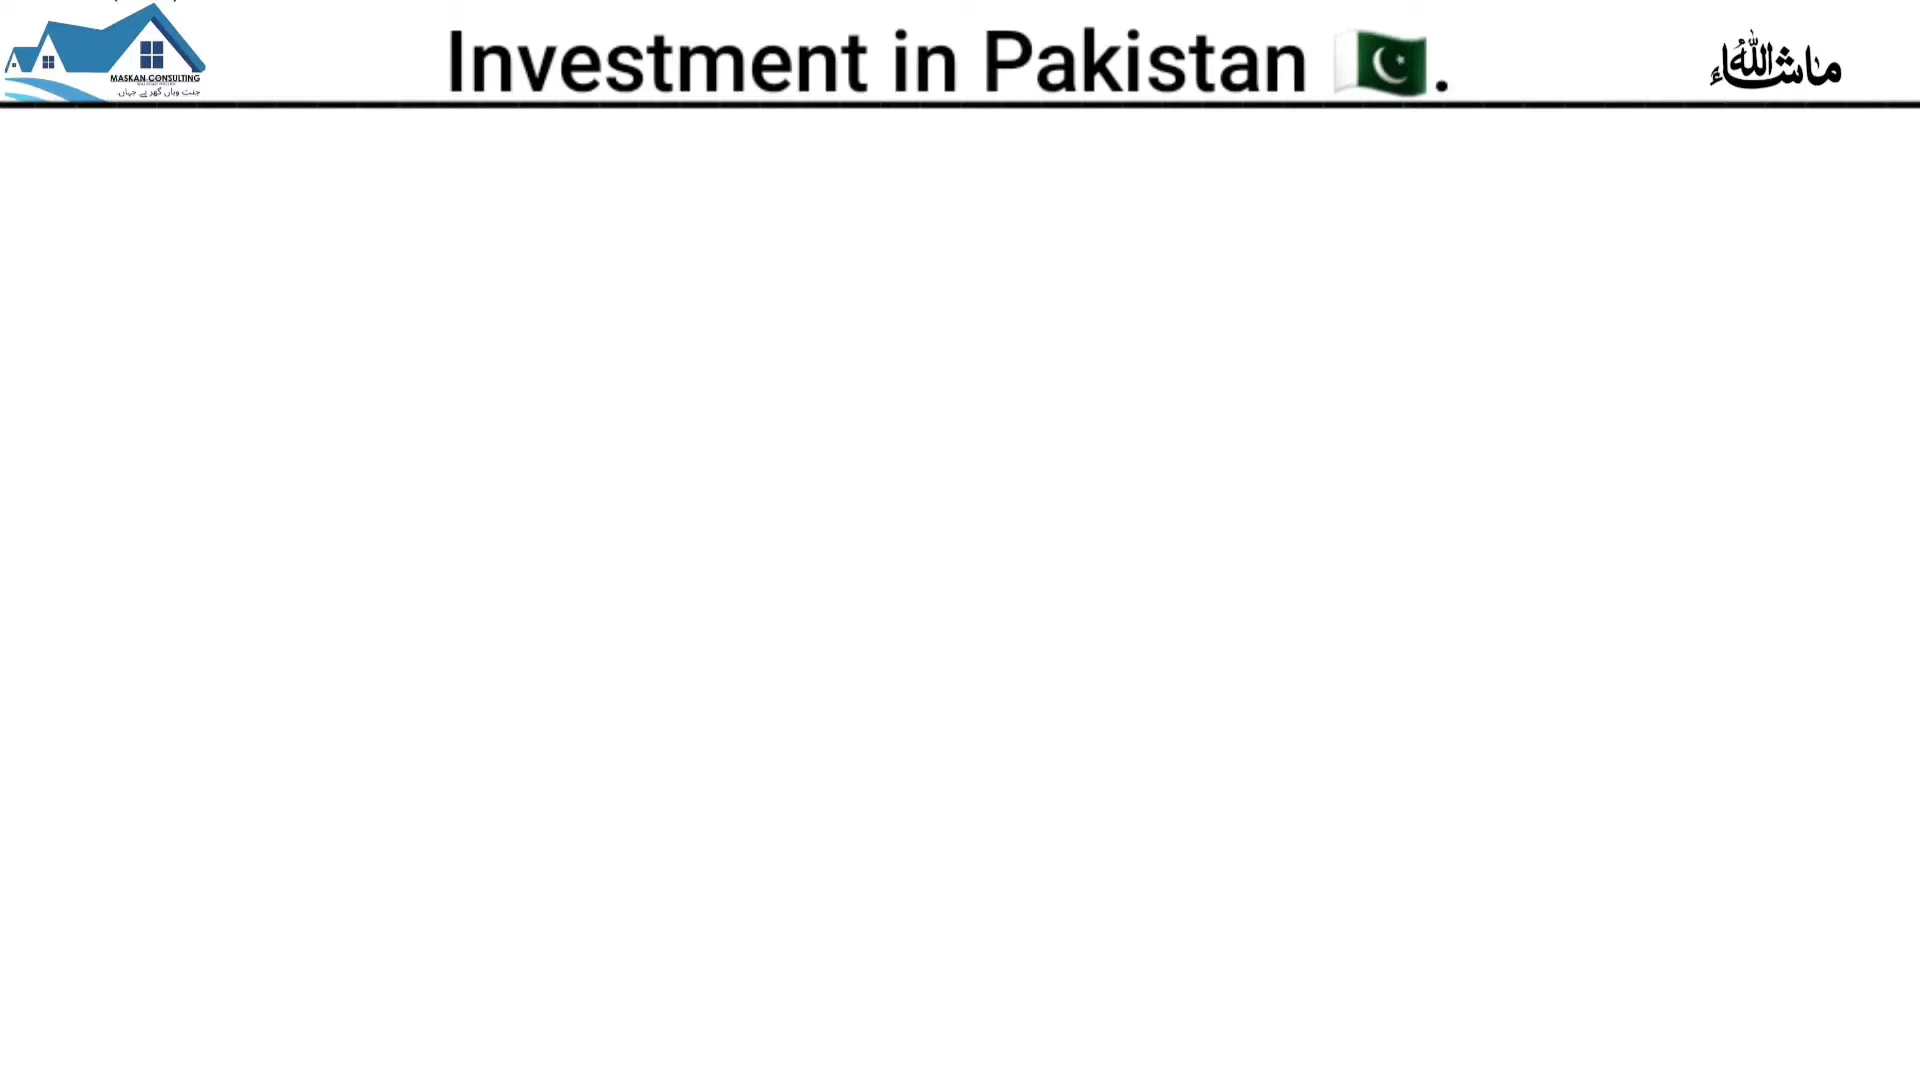 MASKAN CONSULTING
جنت وہاں گھر ہے جہاں
Investment in Pakistan 🇵🇰.
ماشاءاللہ